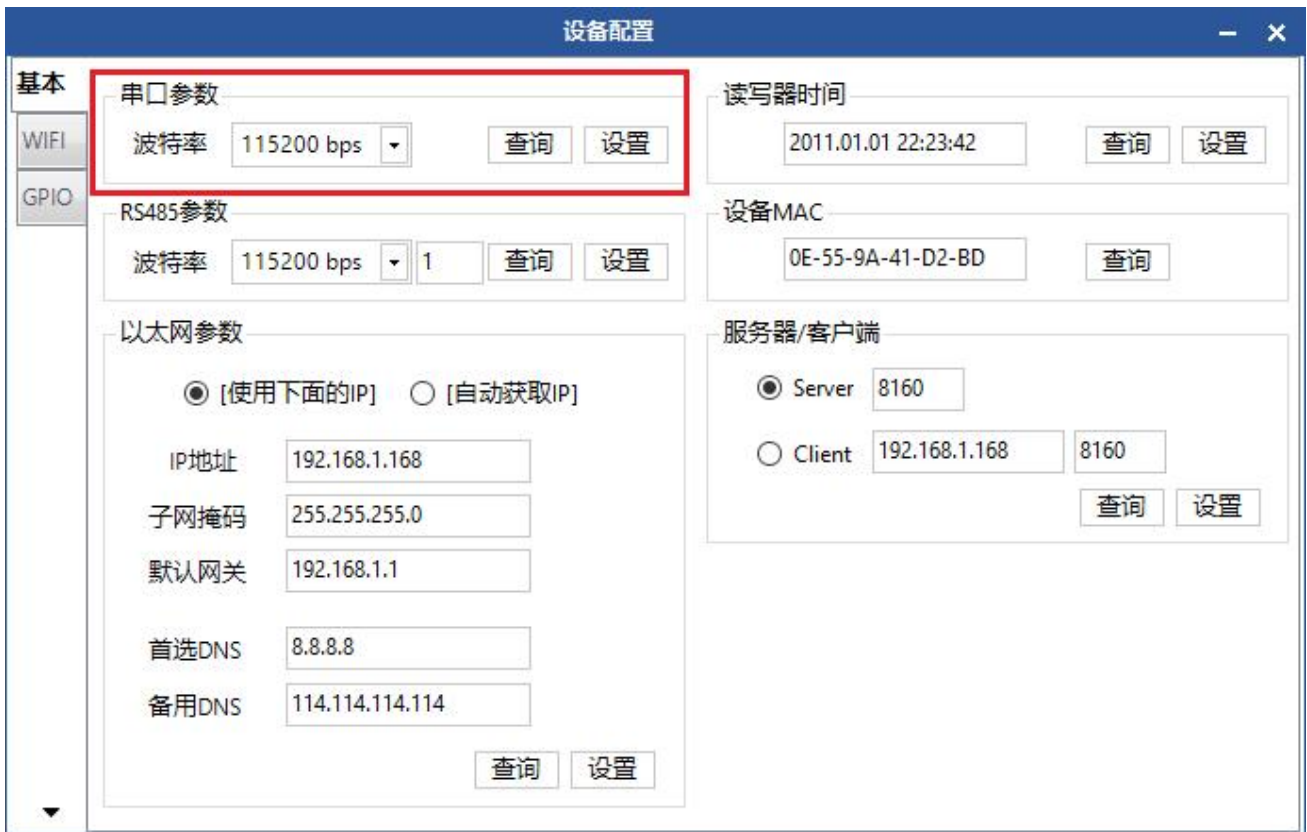 设备配置
基本
WIFI
GPIO
串口参数
波特率 115200 bps 查询 设置
RS485参数
波特率 115200 bps 1 查询 设置
以太网参数
[使用下面的IP] [自动获取IP]
IP地址 192.168.1.168
子网掩码 255.255.255.0
默认网关 192.168.1.1
首选DNS 8.8.8.8
备用DNS 114.114.114.114
查询 设置
读写器时间
2011.01.01 22:23:42 查询 设置
设备MAC
0E-55-9A-41-D2-BD 查询
服务器/客户端
Server 8160
Client 192.168.1.168 8160
查询 设置